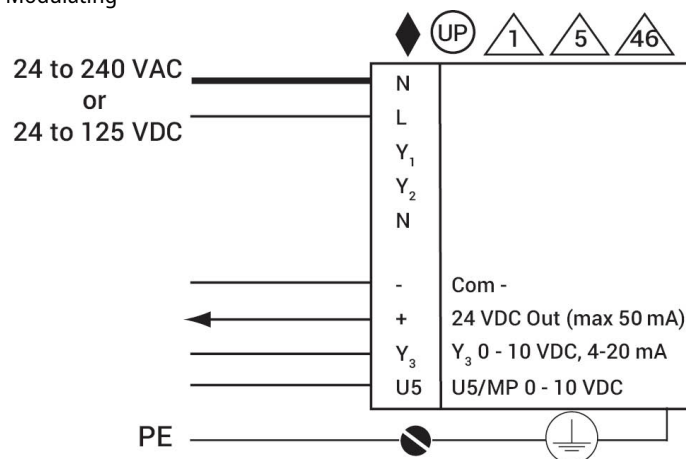 Modulating
UP 1 5 46
24 to 240 VAC
or
24 to 125 VDC
N
L
Y1
Y2
N
- Com -
+ 24 VDC Out (max 50 mA)
Y3 Y3 0 - 10 VDC, 4-20 mA
U5 U5/MP 0 - 10 VDC
PE